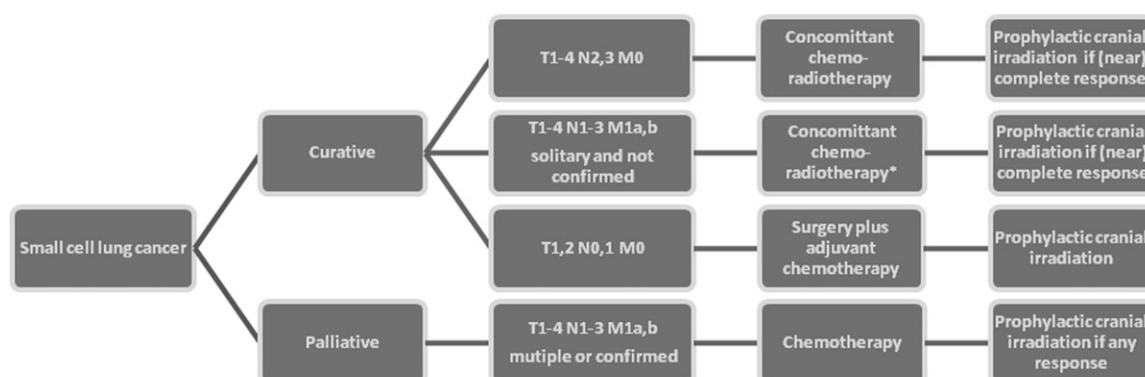 Small cell lung cancer
Curative
T1-4 N2,3 M0
Concomittant
chemo-
radiotherapy
Prophylactic cranial
irradiation if (near)
complete response
T1-4 N1-3 M1a,b
solitary and not
confirmed
Concomittant
chemo-
radiotherapy*
Prophylactic cranial
irradiation if (near)
complete response
T1,2 N0,1 M0
Surgery plus
adjuvant
chemotherapy
Prophylactic cranial
irradiation
Palliative
T1-4 N1-3 M1a,b
mutiple or confirmed
Chemotherapy
Prophylactic cranial
irradiation if any
response